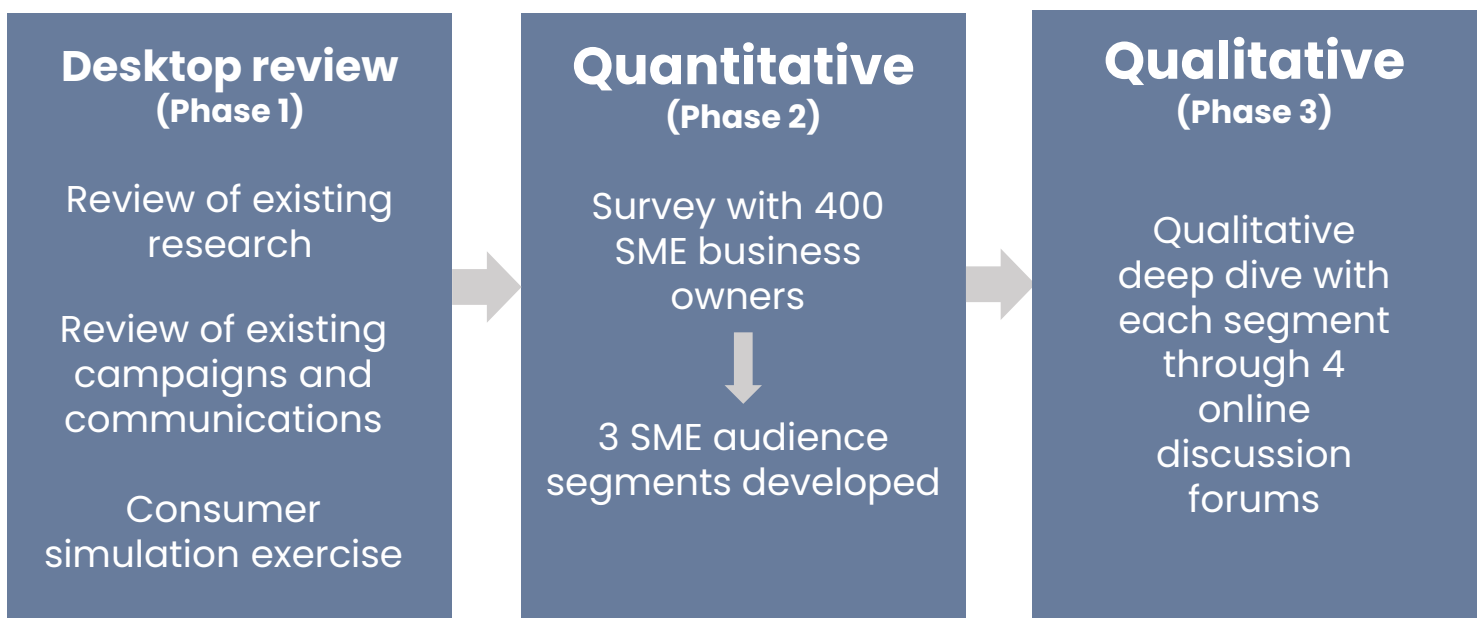 Desktop review
(Phase 1)
Review of existing
research
Review of existing
campaigns and
communications
Consumer
simulation exercise
Quantitative
(Phase 2)
Survey with 400
SME business
owners
3 SME audience
segments developed
Qualitative
(Phase 3)
Qualitative
deep dive with
each segment
through 4
online
discussion
forums